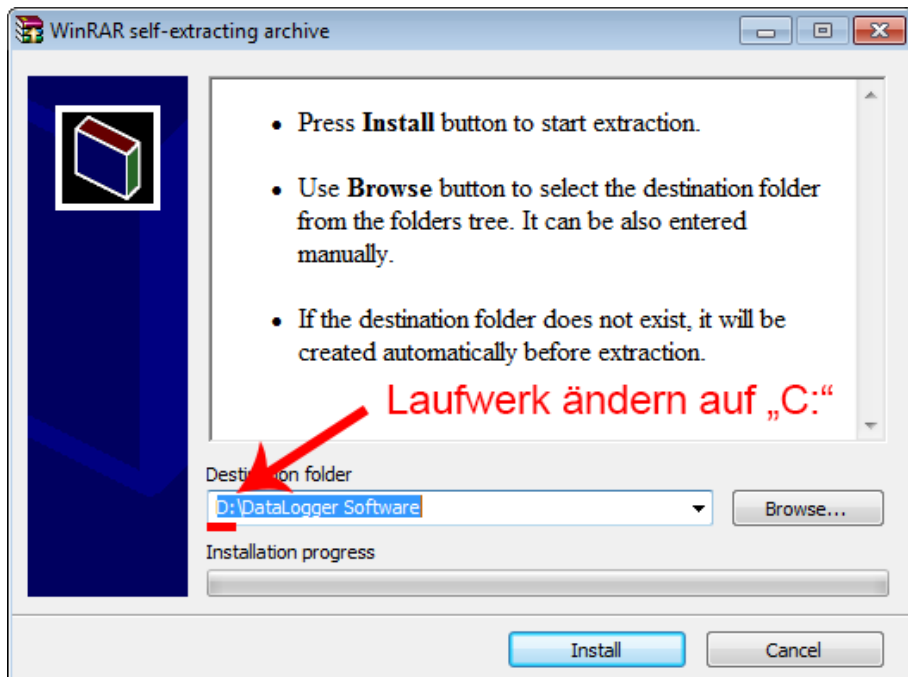 WinRAR self-extracting archive
• Press Install button to start extraction.
• Use Browse button to select the destination folder
from the folders tree. It can be also entered
manually.
• If the destination folder does not exist, it will be
created automatically before extraction.
Laufwerk ändern auf „C:“
Destination folder
D:\DataLogger Software
Browse...
Installation progress
Install
Cancel